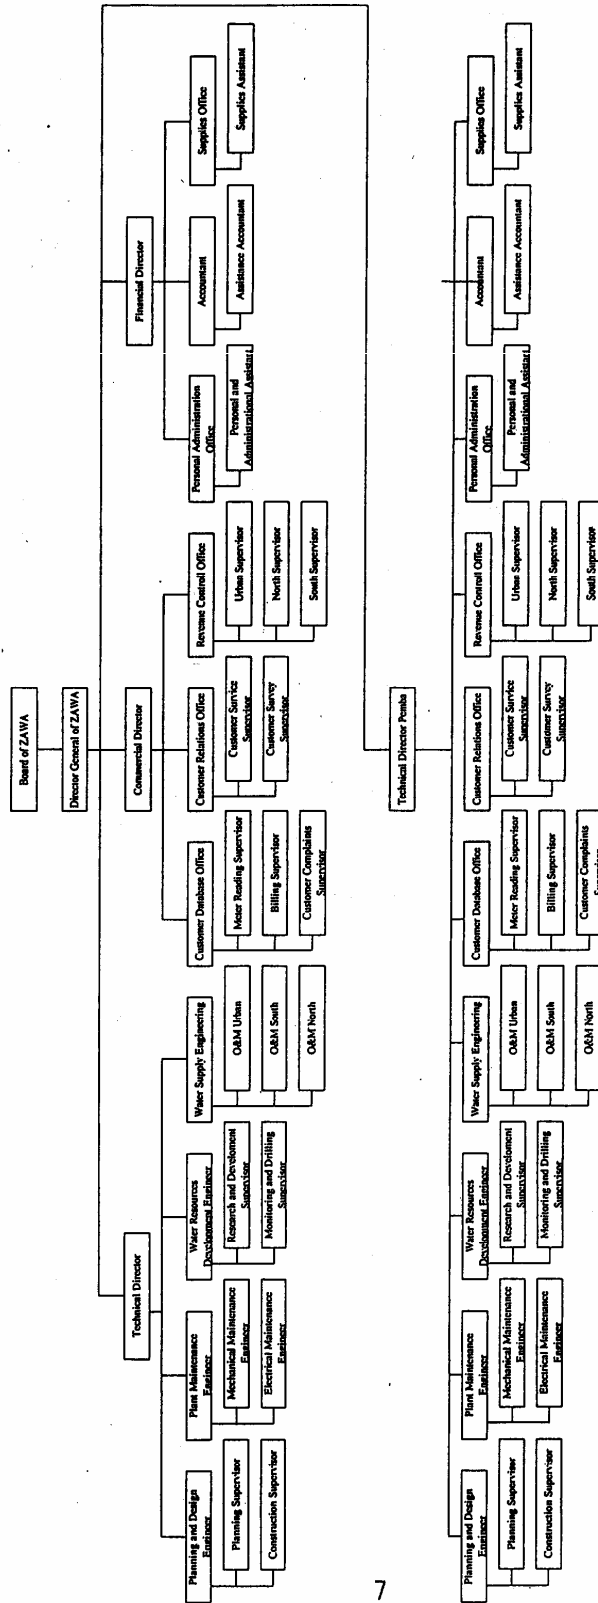 Board of ZAWA
Director General of ZAWA
Technical Director
Commercial Director
Financial Director
Planning and Design
Engineer
Planning Supervisor
Construction Supervisor
Plant Maintenance
Engineer
Mechanical Maintenance
Engineer
Electrical Maintenance
Engineer
Water Resources
Development Engineer
Research and Develoment
Supervisor
Monitoring and Drilling
Supervisor
Water Supply Engineering
O&M Urban
O&M South
O&M North
Customer Database Office
Meter Reading Supervisor
Billing Supervisor
Customer Complaints
Supervisor
Customer Relations Office
Customer Survice
Supervisor
Customer Survey
Supervisor
Revenue Controll Office
Urban Supervisor
North Supervisor
South Supervisor
Personal Administration
Office
Personal and
Administrational Assistant
Accountant
Assistance Accountant
Supplies Office
Supplies Assistant
Technical Director Pemba
Planning and Design
Engineer
Planning Supervisor
Construction Supervisor
Plant Maintenance
Engineer
Mechanical Maintenance
Engineer
Electrical Maintenance
Engineer
Water Resources
Development Engineer
Research and Develoment
Supervisor
Monitoring and Drilling
Supervisor
Water Supply Engineering
O&M Urban
O&M South
O&M North
Customer Database Office
Meter Reading Supervisor
Billing Supervisor
Customer Complaints
Customer Relations Office
Customer Survice
Supervisor
Customer Survey
Supervisor
Revenue Controll Office
Urban Supervisor
North Supervisor
South Supervisor
Personal Administration
Office
Personal and
Administrational Assistant
Accountant
Assistance Accountant
Supplies Office
Supplies Assistant
7